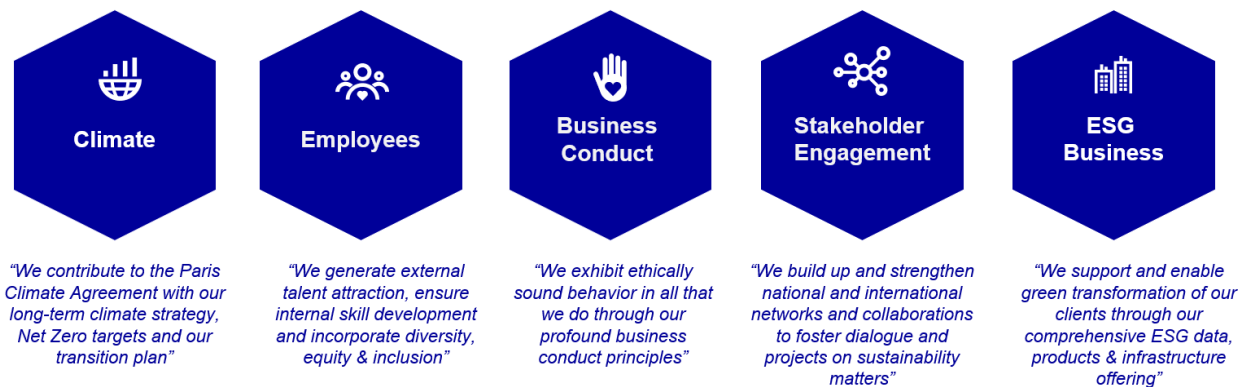 Climate
Employees
Business
Conduct
Stakeholder
Engagement
ESG
Business
“We contribute to the Paris
Climate Agreement with our
long-term climate strategy,
Net Zero targets and our
transition plan”
“We generate external
talent attraction, ensure
internal skill development
and incorporate diversity,
equity & inclusion”
“We exhibit ethically
sound behavior in all that
we do through our
profound business
conduct principles”
“We build up and strengthen
national and international
networks and collaborations
to foster dialogue and
projects on sustainability
matters”
“We support and enable
green transformation of our
clients through our
comprehensive ESG data,
products & infrastructure
offering”